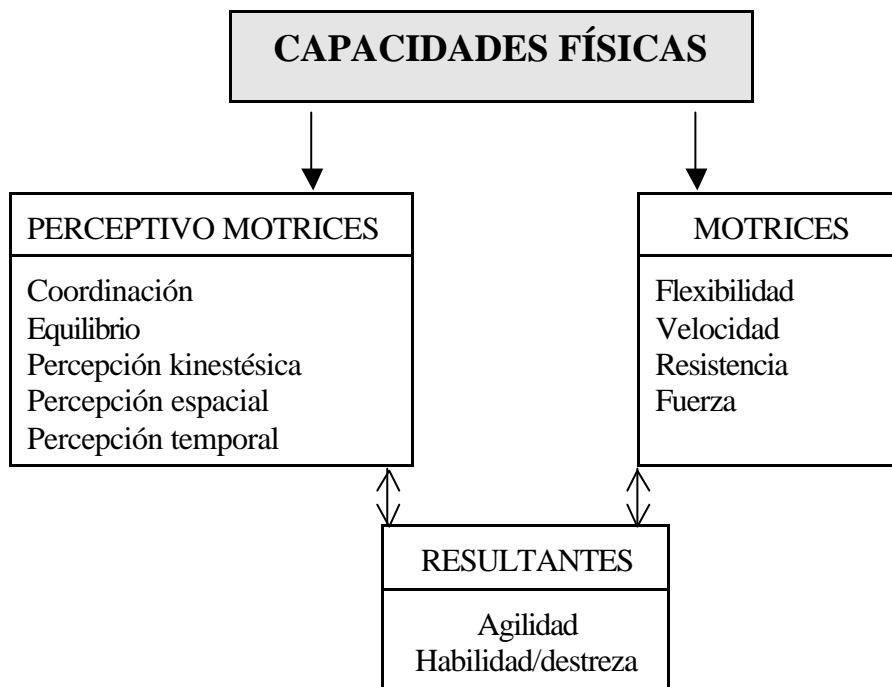 CAPACIDADES FÍSICAS
PERCEPTIVO MOTRICES
Coordinación
Equilibrio
Percepción kinestésica
Percepción espacial
Percepción temporal
MOTRICES
Flexibilidad
Velocidad
Resistencia
Fuerza
RESULTANTES
Agilidad
Habilidad/destreza